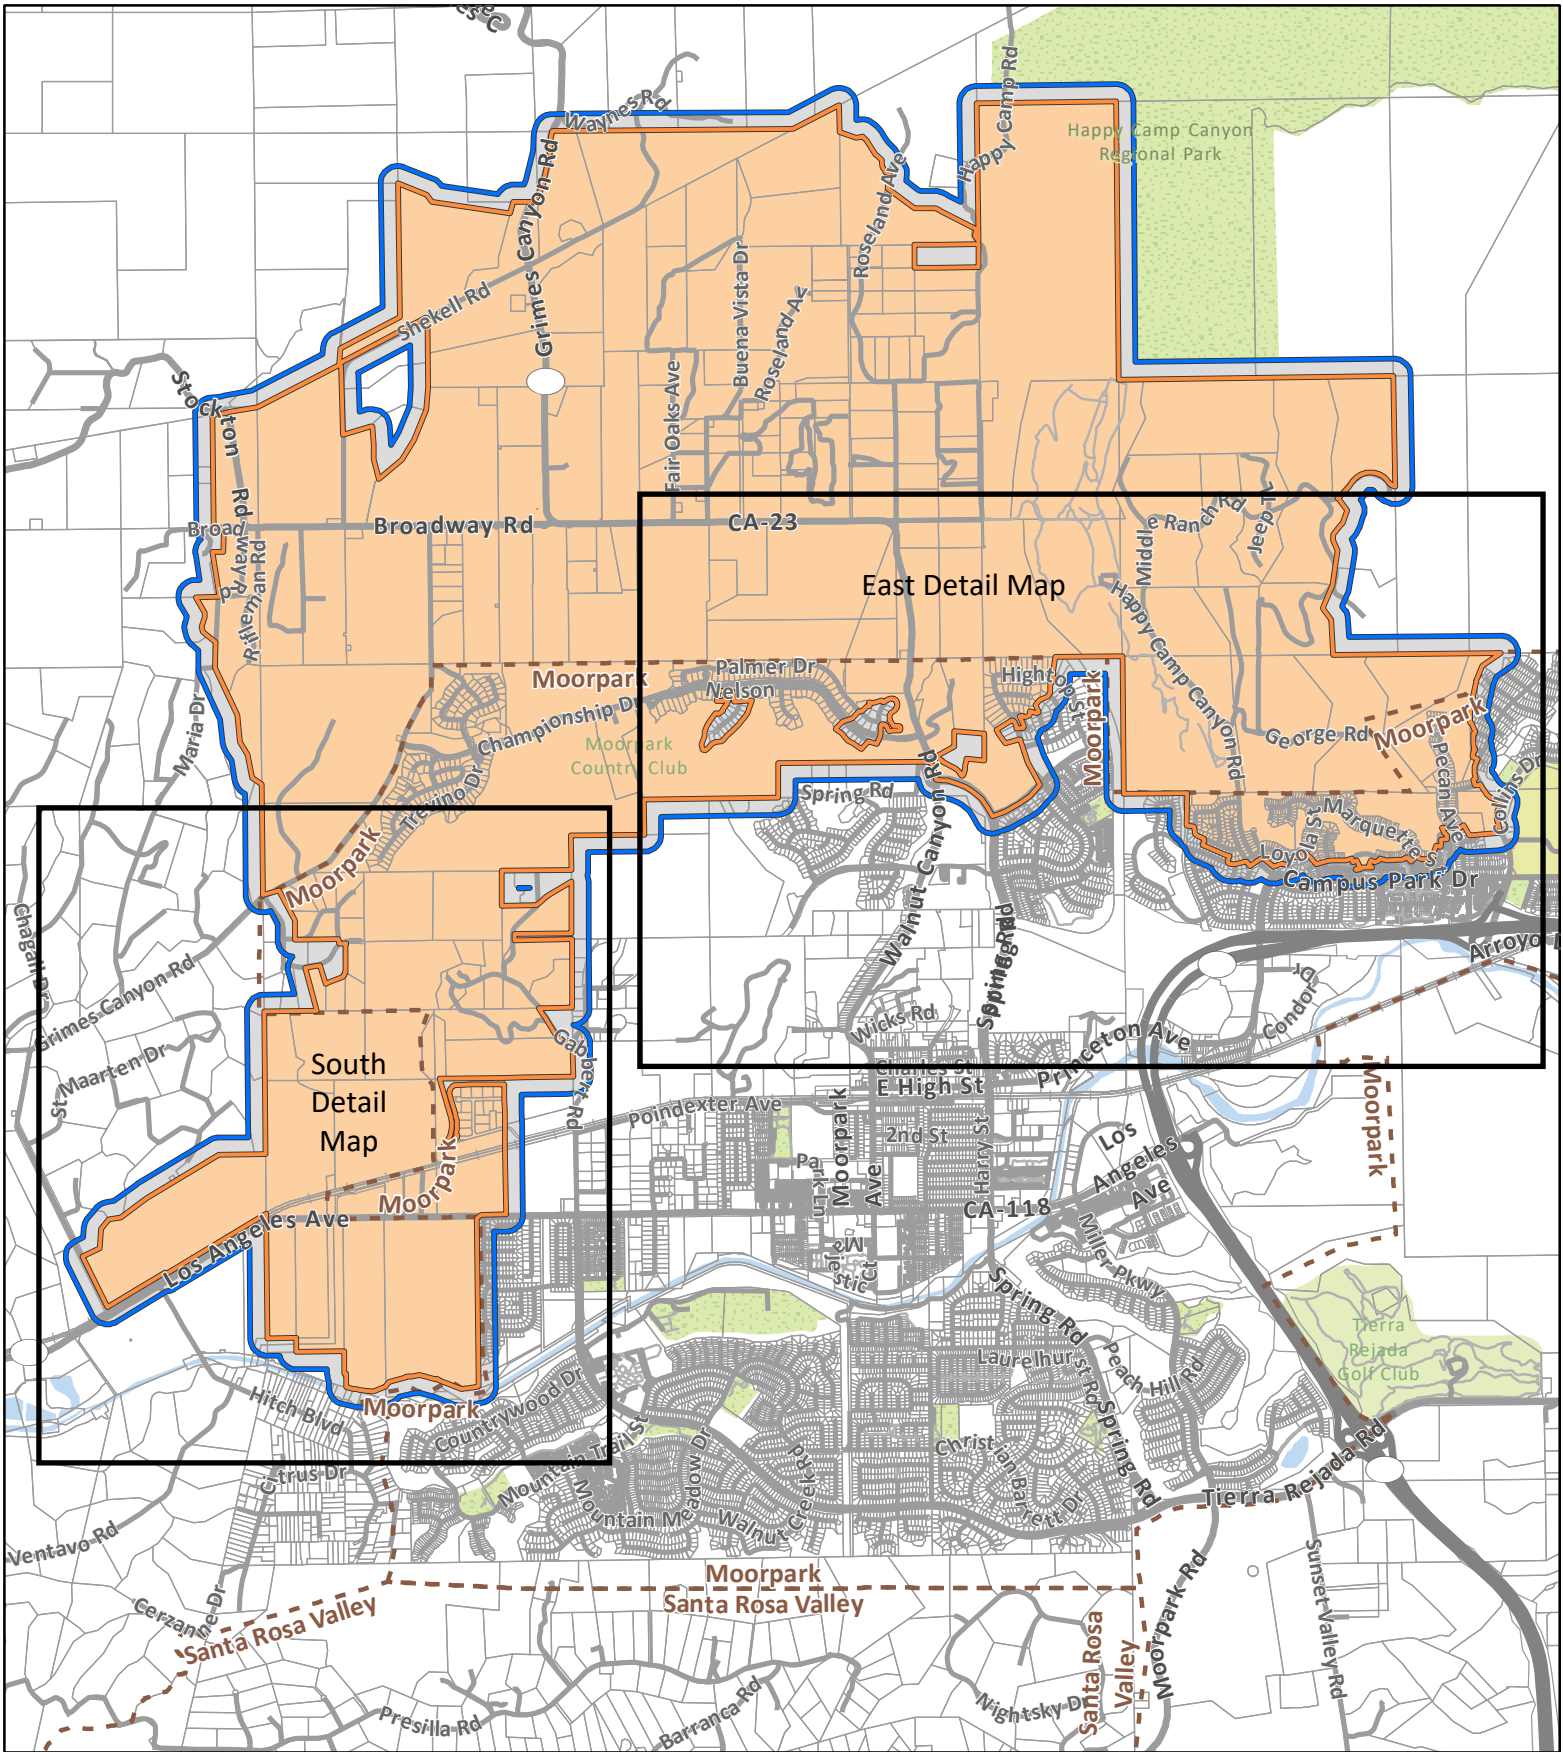 Waynes Rd
Happy Camp Rd
Happy Camp Canyon
Regional Park
Grimes Canyon Rd
Roseland Ave
Shekell Rd
Buena Vista Dr
Roseland Av
Fair Oaks Ave
Stockton Rd
Broadway Rd
Broadway Rd
CA-23
Middle Ranch Rd
Jeep Tl
Rifleman Rd
East Detail Map
Happy Camp Canyon Rd
Moorpark
Palmer Dr
Nelson
Hightop St
Moorpark
Championship Dr
Moorpark
Country Club
Maria Dr
George Rd
Moorpark
Pecan Ave
Collins Dr
Trevino Dr
Spring Rd
Walnut Canyon Rd
Marquette S
Loyola St
Campus Park Dr
Moorpark
Chagall Dr
Grimes Canyon Rd
St Maarten Dr
Spring Rd
Wicks Rd
Condor Dr
Arroyo
Gabbert Rd
Princeton Ave
South
Detail
Map
Charles St
E High St
Poindexter Ave
Moorpark
Ave
2nd St
Harry St
Park Ln
Los
Angeles
Ave
Moorpark
Moorpark
Los Angeles Ave
CA-118
Majestic Ct
Miller Pkwy
Spring Rd
Laurelhurst Rd
Peach Hill Rd
Tierra
Rejada
Golf Club
Hitch Blvd
Moorpark
Countrywood Dr
Citrus Dr
Mountain Trail St
Mountain Meadow Dr
Walnut Creek Rd
Christian Barrett Dr
Spring Rd
Tierra Rejada Rd
Ventavo Rd
Cerzanne Dr
Moorpark
Santa Rosa Valley
Santa Rosa Valley
Moorpark Rd
Sunset Valley Rd
Santa Rosa
Valley
Presilla Rd
Barranca Rd
Nightsky Dr